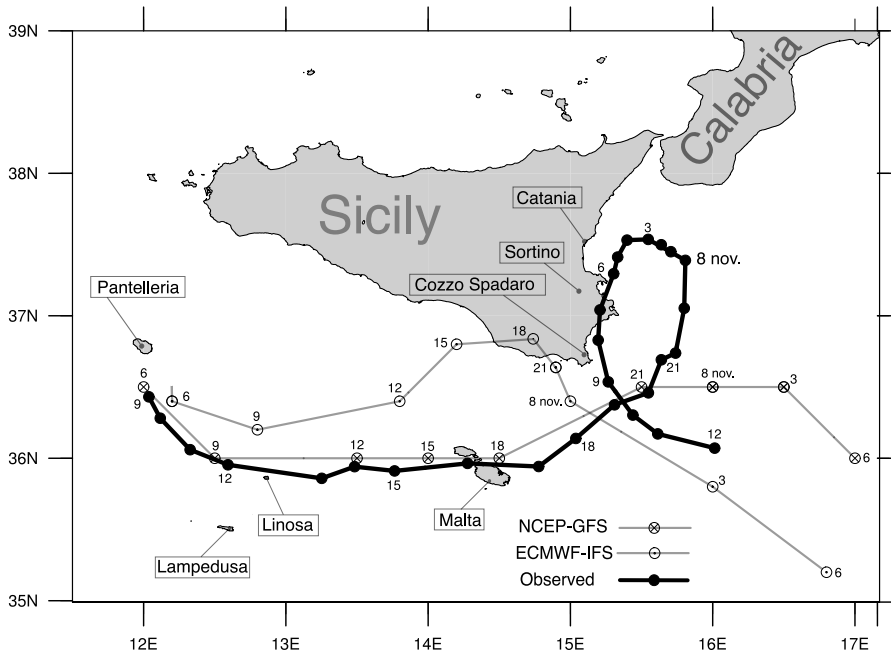 39N
38N
37N
36N
35N
12E
13E
14E
15E
16E
17E
Calabria
Sicily
Catania
Sortino
Cozzo Spadaro
Pantelleria
Linosa
Lampedusa
Malta
3
8 nov.
6
9
12
21
18
15
12
9
6
9
12
15
18
21
8 nov.
3
6
6
9
12
15
18
21
8 nov.
3
6
NCEP-GFS
ECMWF-IFS
Observed